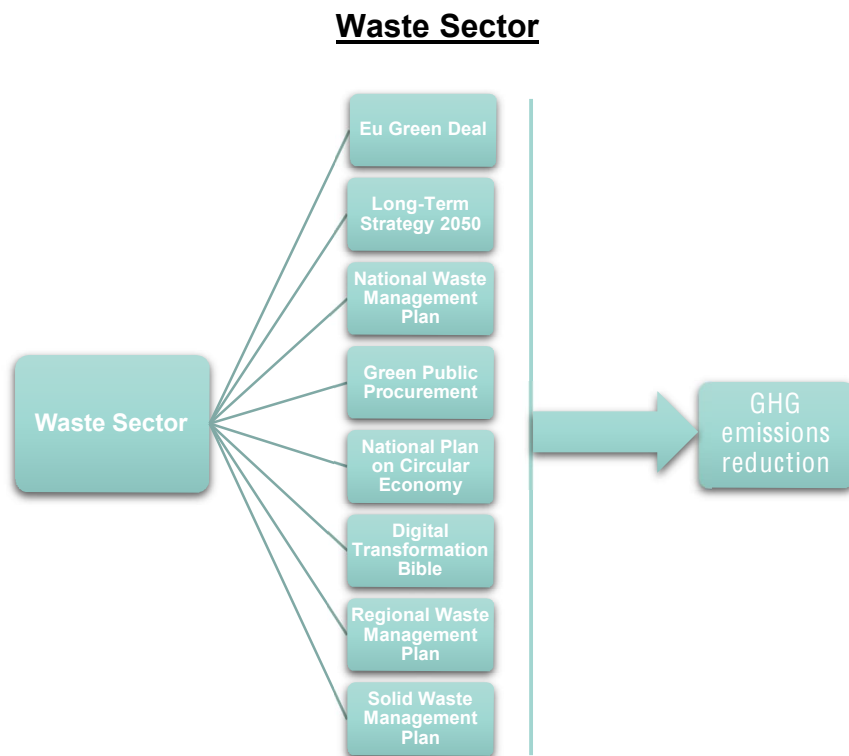 Waste Sector
Eu Green Deal
Long-Term
Strategy 2050
National Waste
Management
Plan
Green Public
Procurement
Waste Sector
National Plan
on Circular
Economy
Digital
Transformation
Bible
Regional Waste
Management
Plan
Solid Waste
Management
Plan
GHG
emissions
reduction